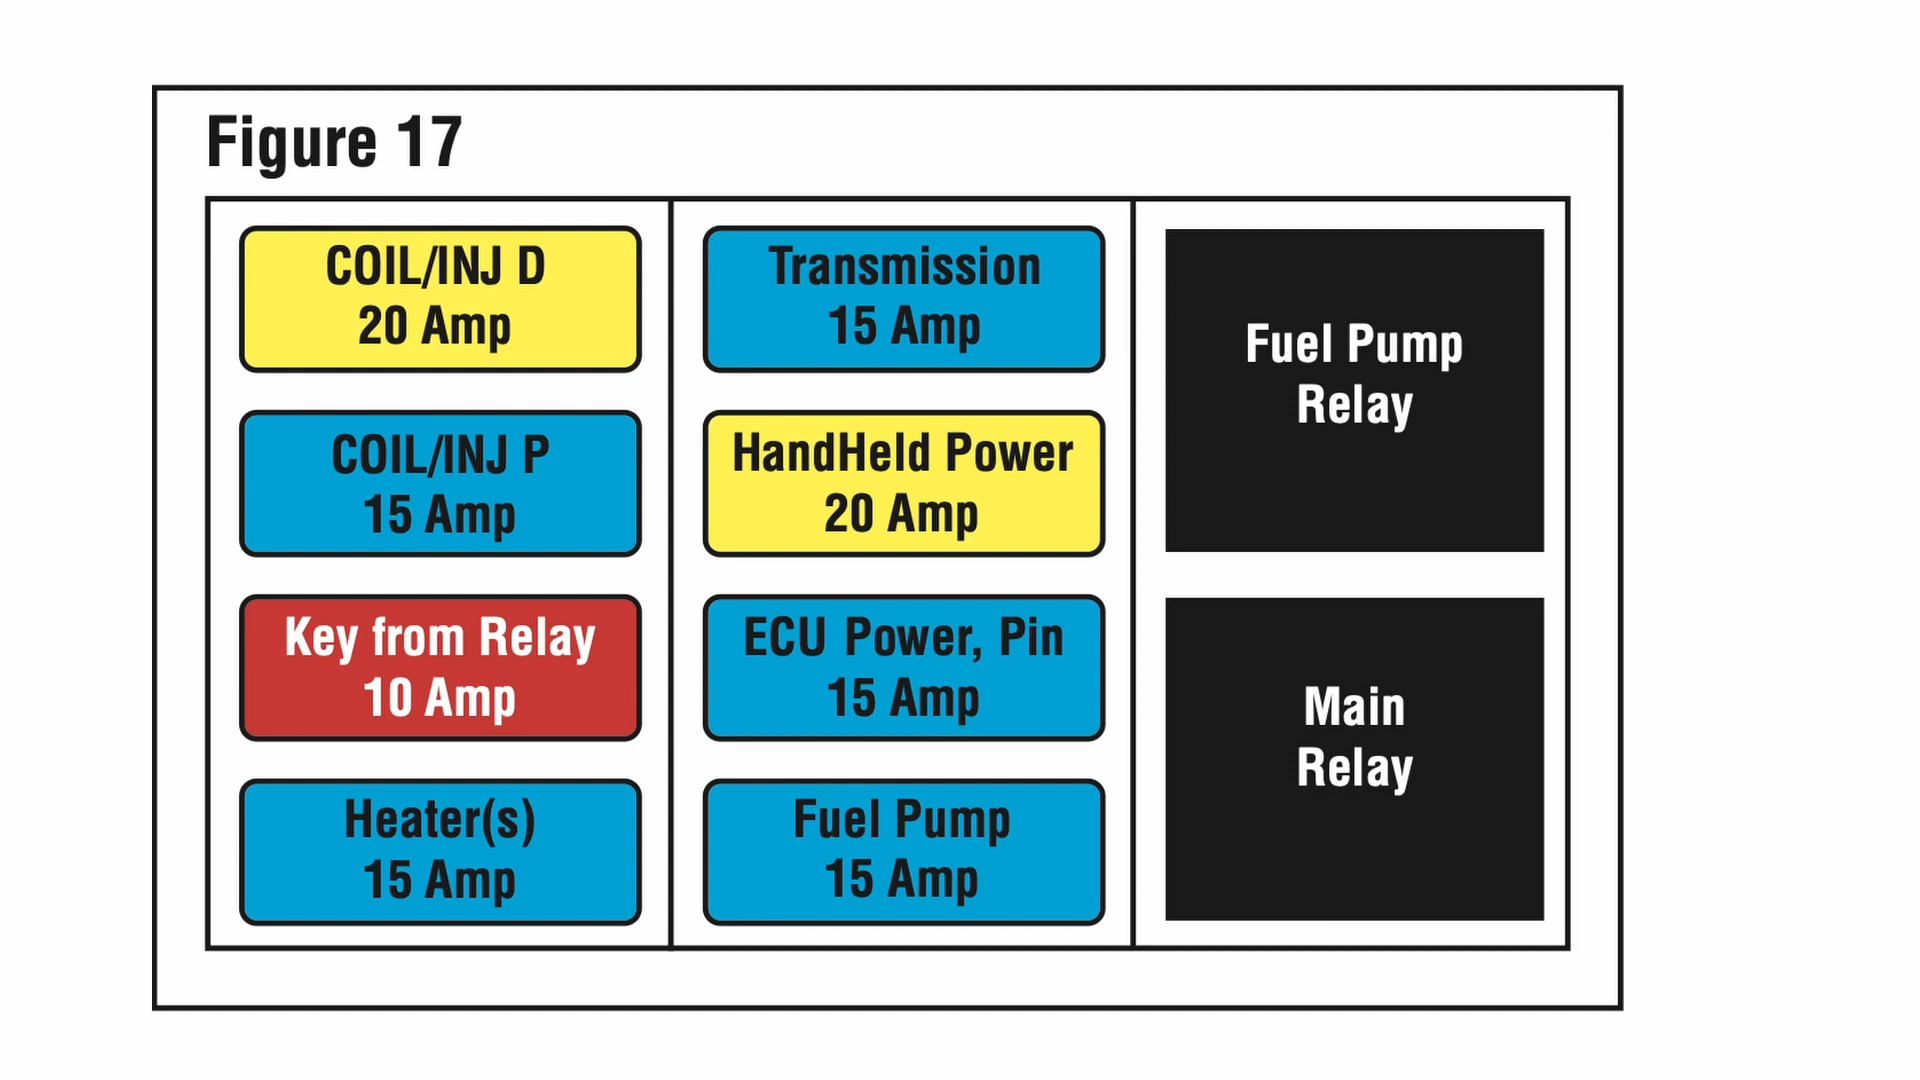 Figure 17
COIL/INJ D
20 Amp
COIL/INJ P
15 Amp
Key from Relay
10 Amp
Heater(s)
15 Amp
Transmission
15 Amp
HandHeld Power
20 Amp
ECU Power, Pin
15 Amp
Fuel Pump
15 Amp
Fuel Pump
Relay
Main
Relay